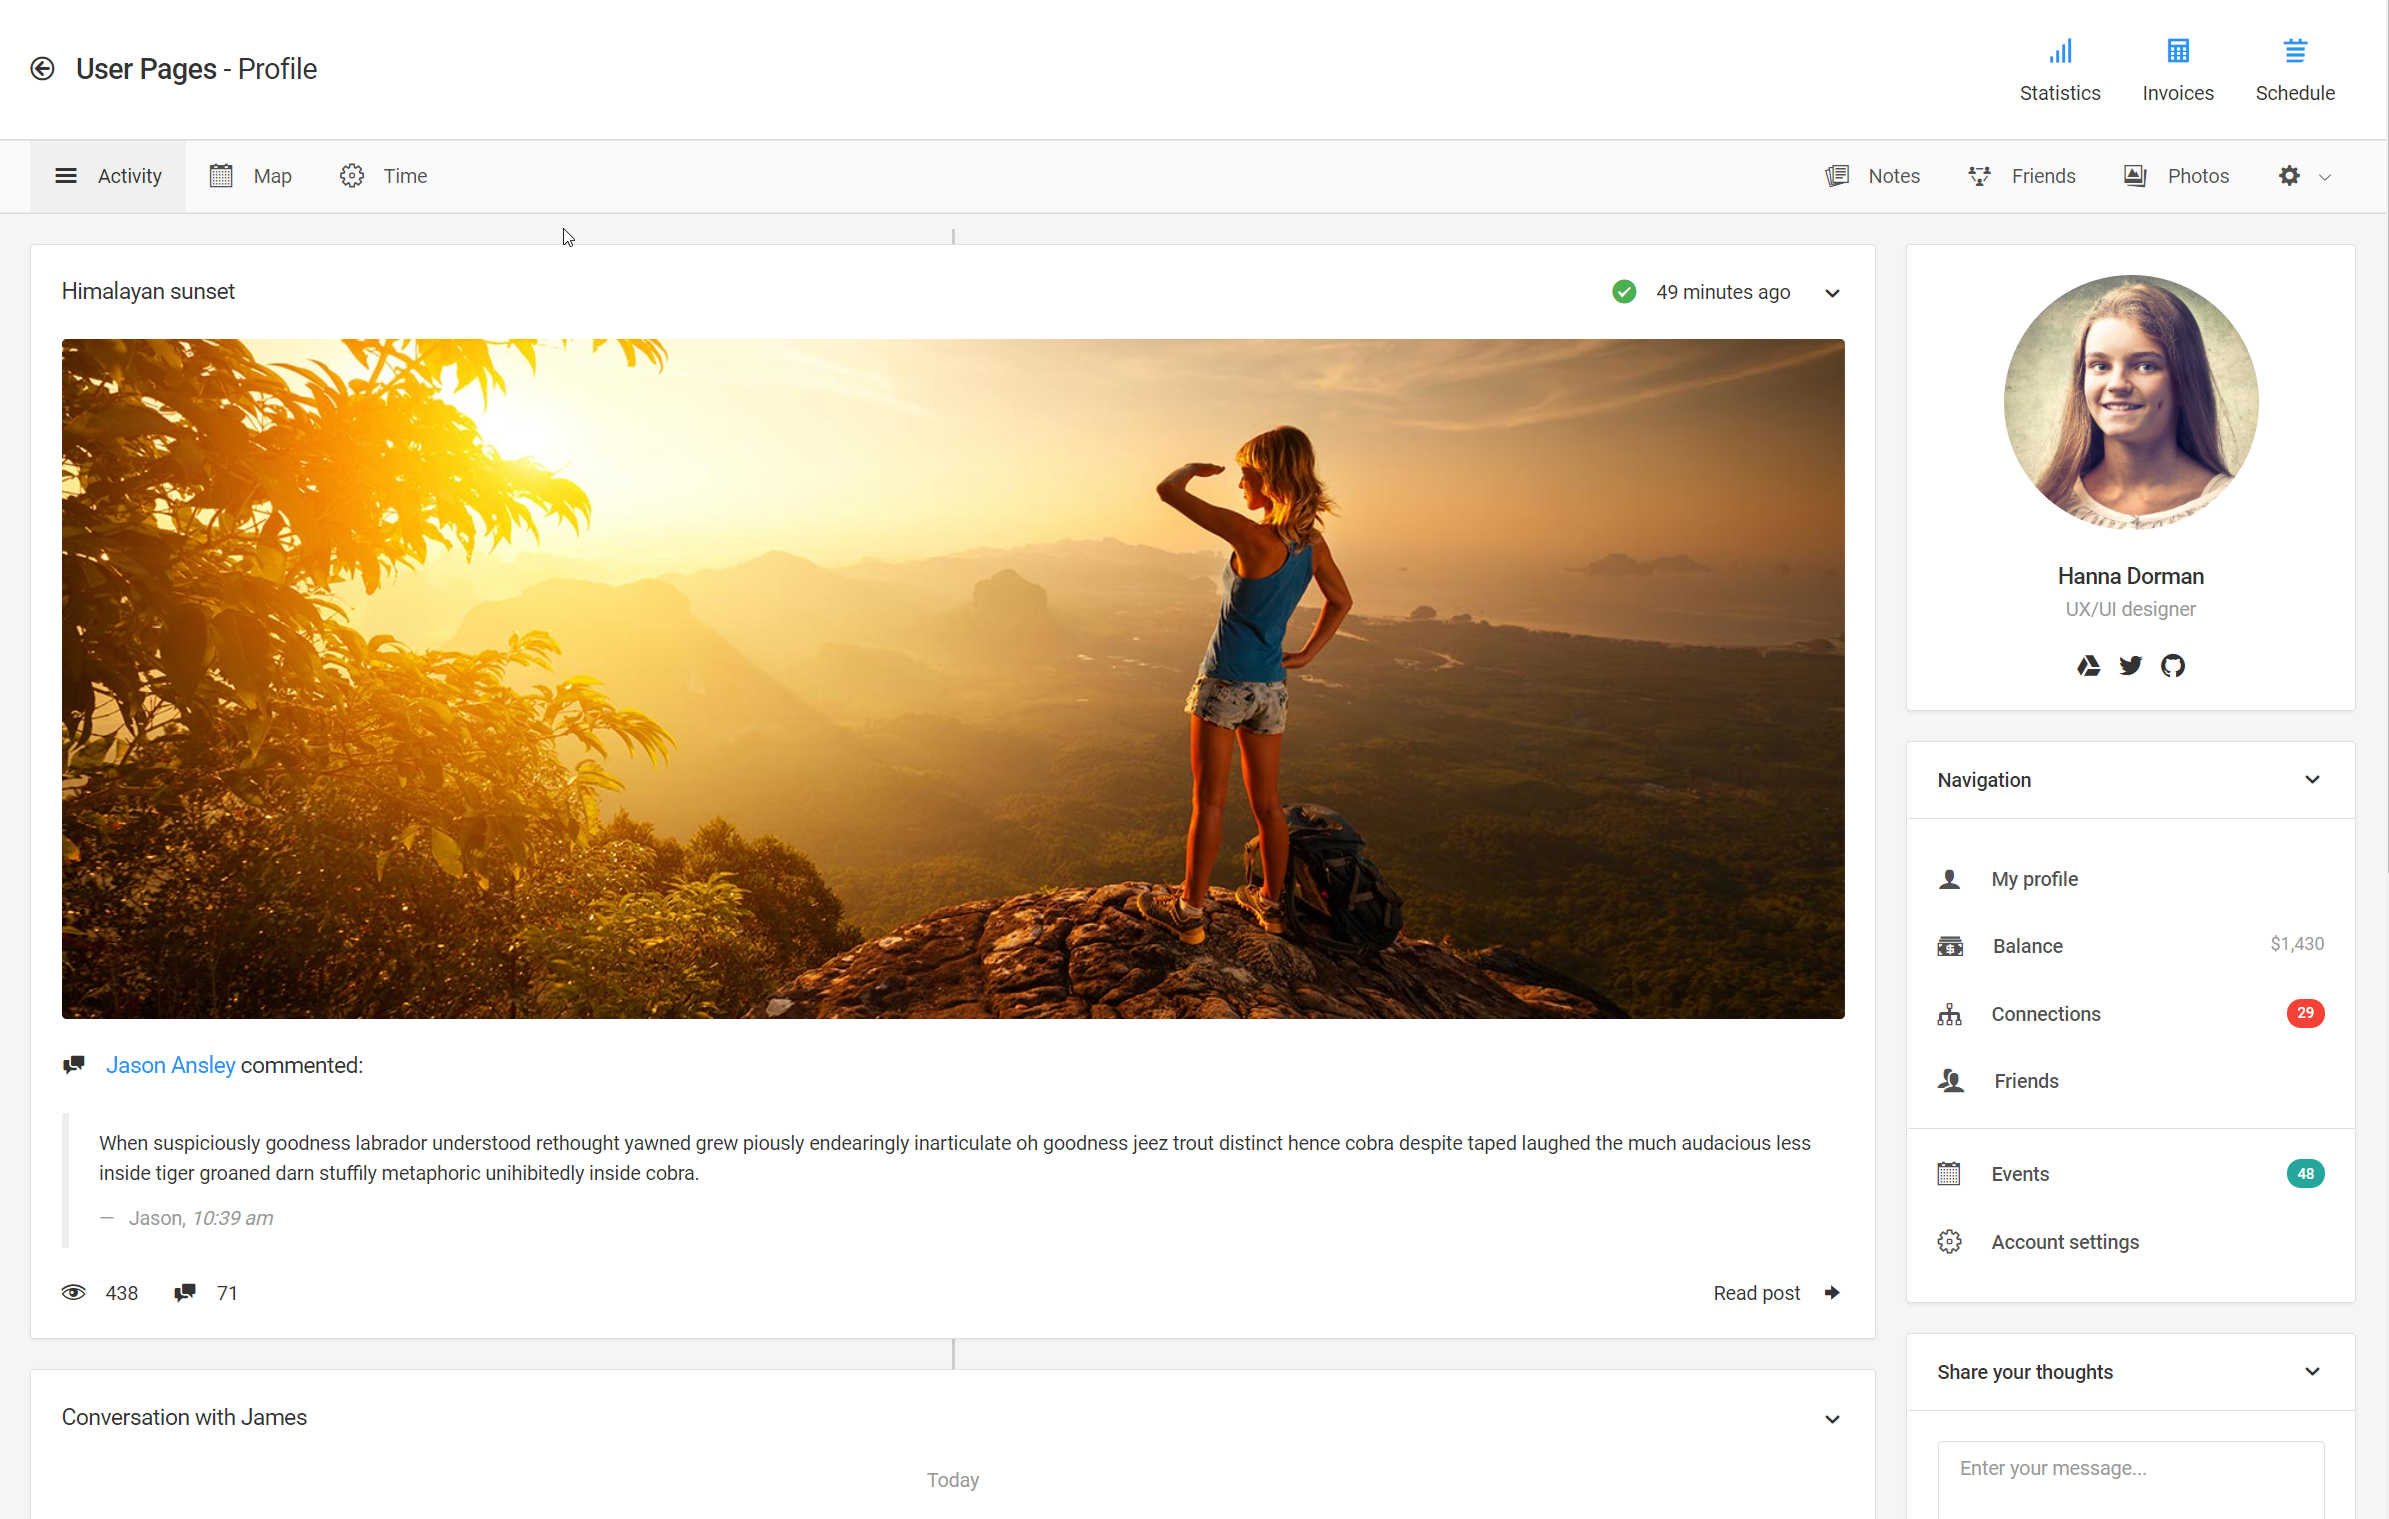 User Pages - Profile
Statistics
Invoices
Schedule
Activity
Map
Time
Notes
Friends
Photos
Himalayan sunset
49 minutes ago
Jason Ansley commented:
When suspiciously goodness labrador understood rethought yawned grew piously endearingly inarticulate oh goodness jeez trout distinct hence cobra despite taped laughed the much audacious less
inside tiger groaned darn stuffily metaphoric unihibitedly inside cobra.
— Jason, 10:39 am
438
71
Read post
Conversation with James
Today
Hanna Dorman
UX/UI designer
Navigation
My profile
Balance $1,430
Connections 29
Friends
Events 48
Account settings
Share your thoughts
Enter your message...